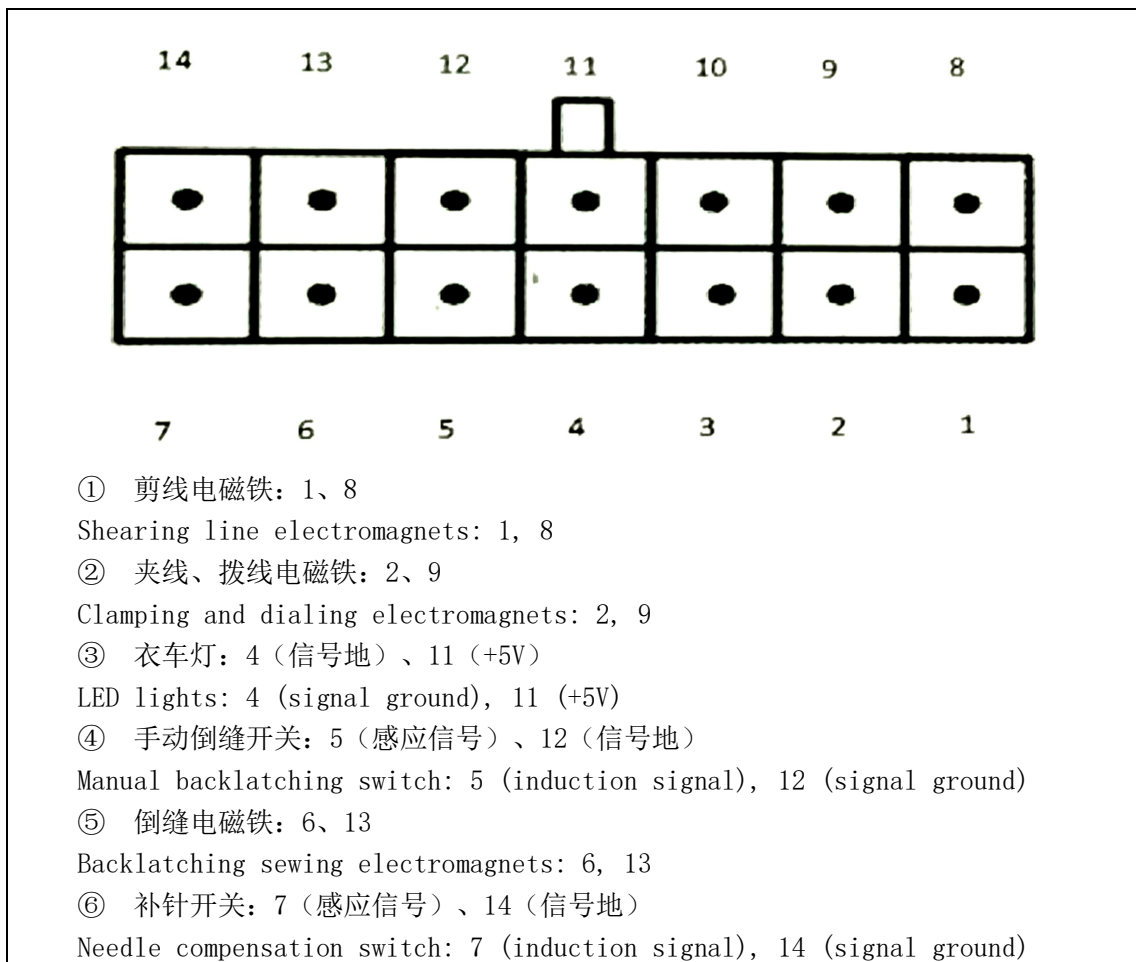 14 13 12 11 10 9 8
7 6 5 4 3 2 1
① 剪线电磁铁：1、8
Shearing line electromagnets: 1, 8
② 夹线、拨线电磁铁：2、9
Clamping and dialing electromagnets: 2, 9
③ 衣车灯：4（信号地）、11（+5V）
LED lights: 4 (signal ground), 11 (+5V)
④ 手动倒缝开关：5（感应信号）、12（信号地）
Manual backlatching switch: 5 (induction signal), 12 (signal ground)
⑤ 倒缝电磁铁：6、13
Backlatching sewing electromagnets: 6, 13
⑥ 补针开关：7（感应信号）、14（信号地）
Needle compensation switch: 7 (induction signal), 14 (signal ground)